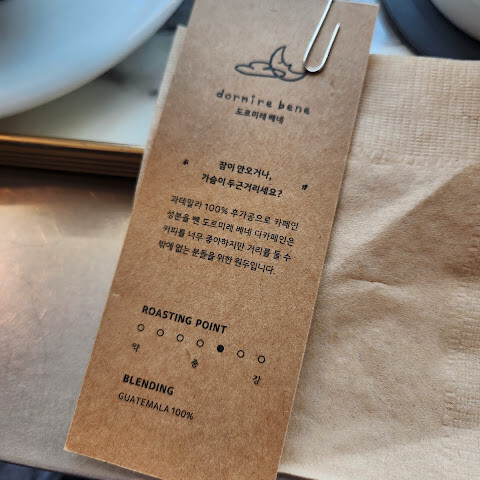 dormire bene
도르미레 베네
잠이 안오거나,
가슴이 두근거리세요?
과테말라 100% 후가공으로 카페인
성분을 뺀 도르미레 베네 디카페인은
커피를 너무 좋아하지만 거리를 둘 수
밖에 없는 분들을 위한 원두입니다.
ROASTING POINT
약 중 강
BLENDING
GUATEMALA 100%